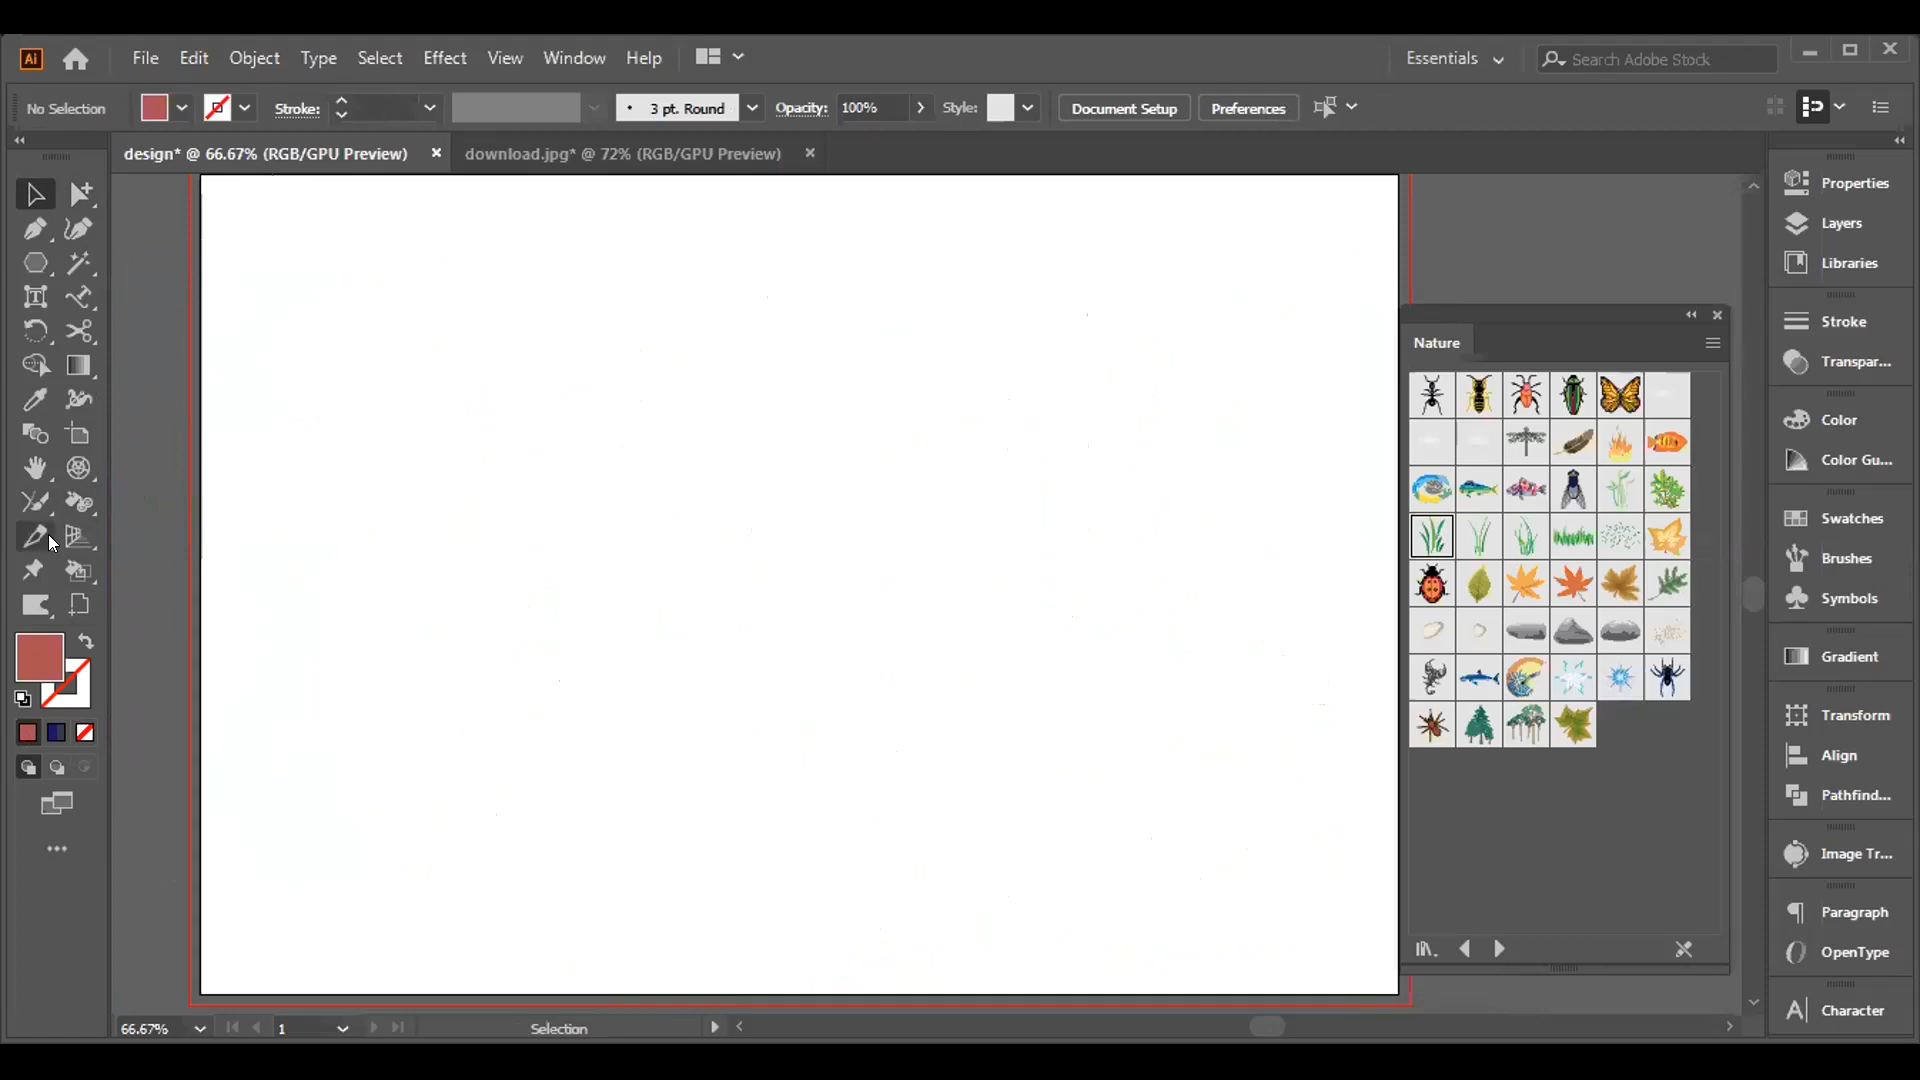 Ai File Edit Object Type Select Effect View Window Help Essentials Search Adobe Stock
No Selection Stroke: 3 pt. Round Opacity: 100% Style: Document Setup Preferences
design* @ 66.67% (RGB/GPU Preview) download.jpg* @ 72% (RGB/GPU Preview)
Properties
Layers
Libraries
Stroke
Transpar...
Color
Color Gu...
Swatches
Brushes
Symbols
Gradient
Transform
Align
Pathfind...
Image Tr...
Paragraph
OpenType
Character
Nature
66.67% 1 Selection